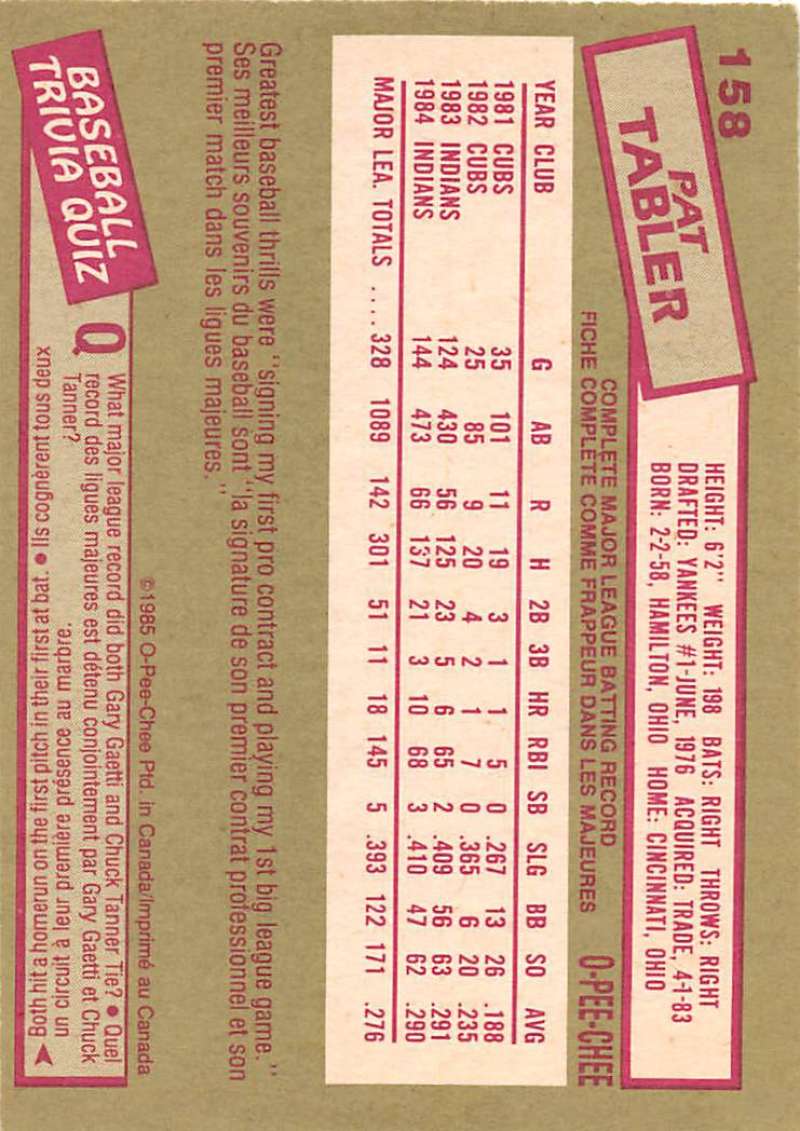 158
PAT
TABLER
HEIGHT: 6'2" WEIGHT: 198 BATS: RIGHT THROWS: RIGHT
DRAFTED: YANKEES #1-JUNE, 1976 ACQUIRED: TRADE, 4-1-83
BORN: 2-2-58, HAMILTON, OHIO HOME: CINCINNATI, OHIO
COMPLETE MAJOR LEAGUE BATTING RECORD
FICHE COMPLÈTE COMME FRAPPEUR DANS LES MAJEURES O-PEE-CHEE
YEAR CLUB G AB R H 2B 3B HR RBI SB SLG BB SO AVG
1981 CUBS 35 101 11 19 3 1 1 5 0 .267 13 26 .188
1982 CUBS 25 85 9 20 4 2 1 7 0 .365 6 20 .235
1983 INDIANS 124 430 56 125 23 5 6 65 2 .409 56 63 .291
1984 INDIANS 144 473 66 137 21 3 10 68 3 .410 47 62 .290
MAJOR LEA. TOTALS .... 328 1089 142 301 51 11 18 145 5 .393 122 171 .276
Greatest baseball thrills were "signing my first pro contract and playing my 1st big league game."
Ses meilleurs souvenirs du baseball sont "la signature de son premier contrat professionnel et son
premier match dans les ligues majeures."
©1985 O-Pee-Chee Ptd. in Canada/Imprimé au Canada
BASEBALL
TRIVIA QUIZ
Q What major league record did both Gary Gaetti and Chuck Tanner Tie? • Quel
record des ligues majeures est détenu conjointement par Gary Gaetti et Chuck
Tanner?
Both hit a homerun on the first pitch in their first at bat. • Ils cognèrent tous deux
un circuit à leur première présence au marbre.